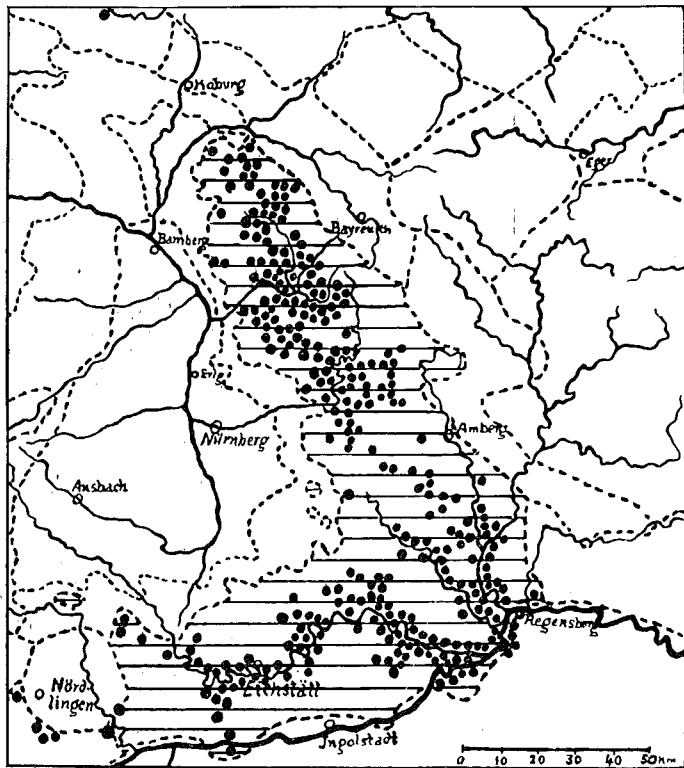 Koburg
Eger
Bayreuth
Bamberg
Erlg.
Nürnberg
Amberg
Ansbach
Regensbrg
Eichstätt
Nörd-
lingen
Ingolstadt
0 10 20 30 40 50 Km